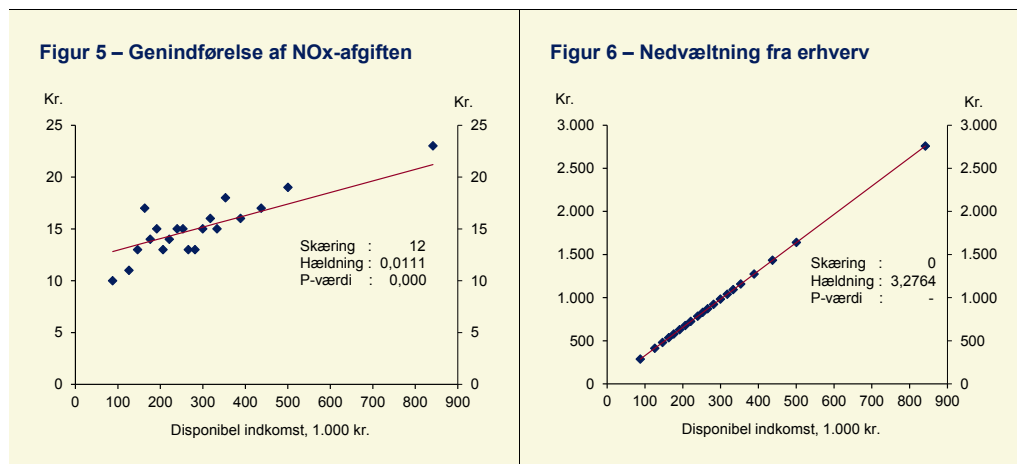 Figur 5 – Genindførelse af NOx-afgiften
Kr.
Kr.
25
20
15
10
5
0
25
20
15
10
5
0
Skæring : 12
Hældning : 0,0111
P-værdi : 0,000
0 100 200 300 400 500 600 700 800 900
Disponibel indkomst, 1.000 kr.
Figur 6 – Nedvæltning fra erhverv
Kr.
Kr.
3.000
2.500
2.000
1.500
1.000
500
0
3.000
2.500
2.000
1.500
1.000
500
0
Skæring : 0
Hældning : 3,2764
P-værdi : -
0 100 200 300 400 500 600 700 800 900
Disponibel indkomst, 1.000 kr.